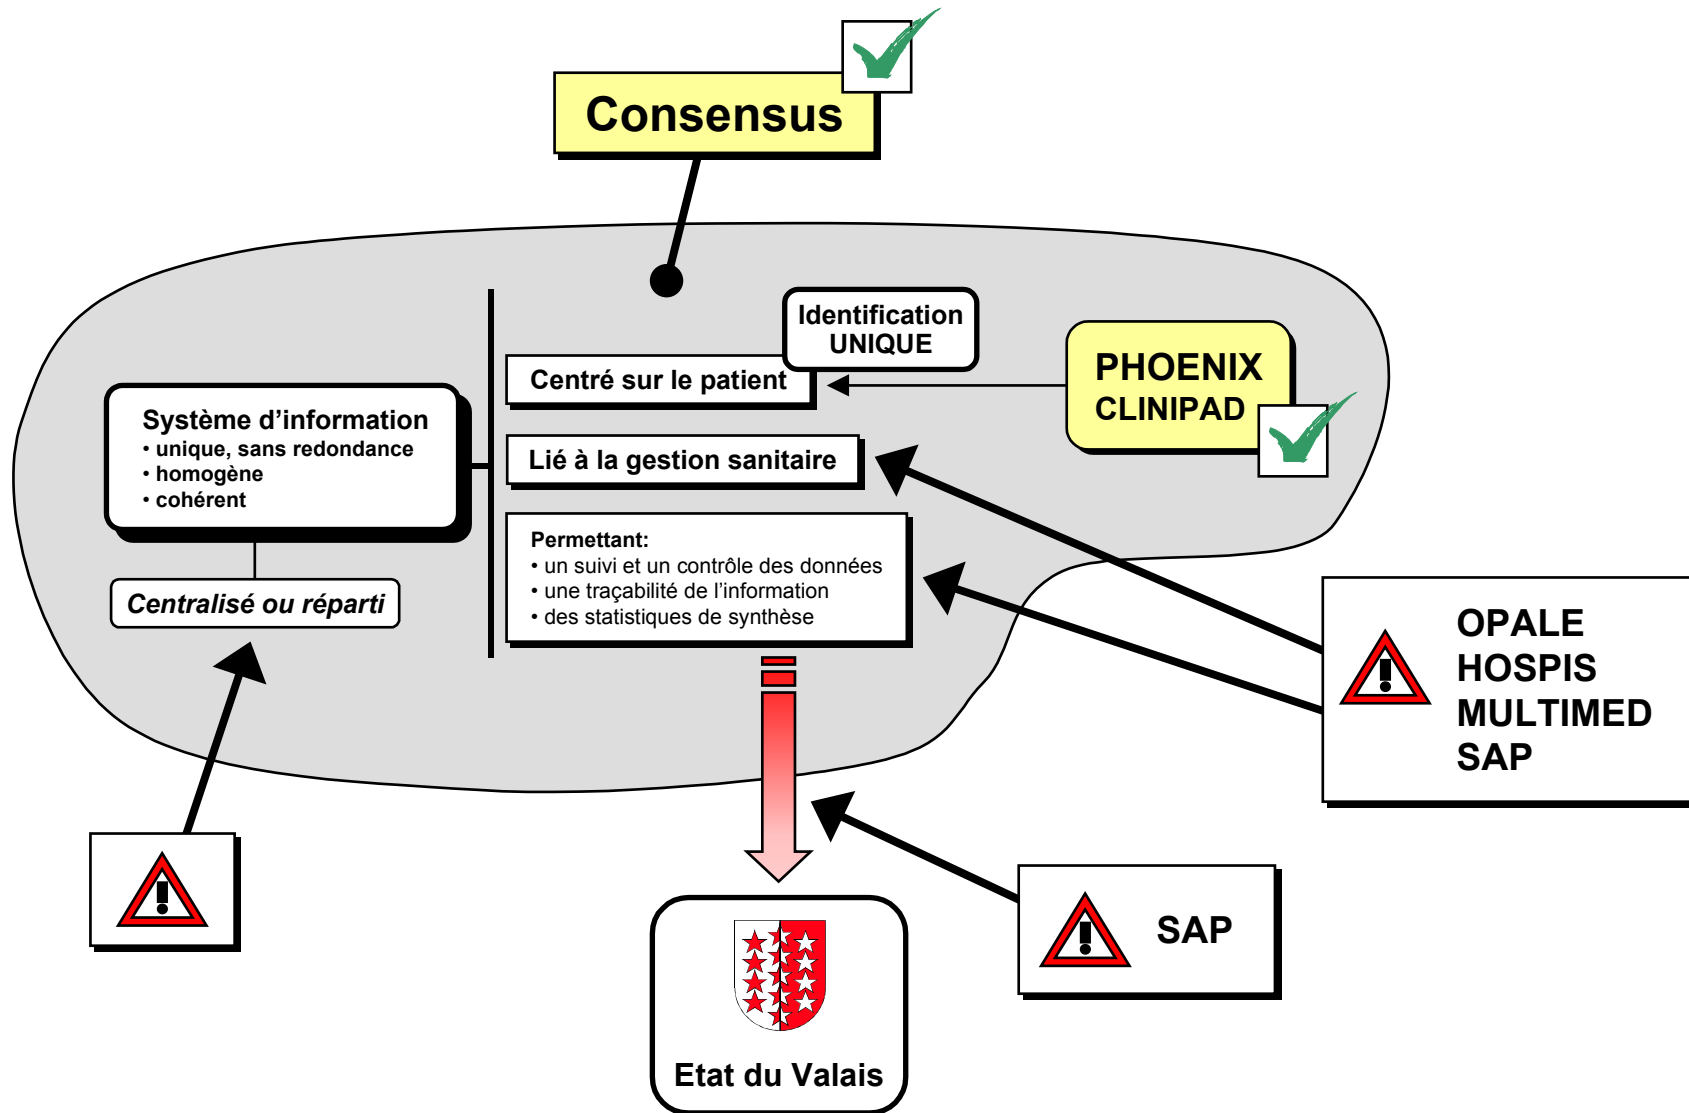 Consensus
Identification
UNIQUE
Centré sur le patient
PHOENIX
CLINIPAD
Système d’information
• unique, sans redondance
• homogène
• cohérent
Lié à la gestion sanitaire
Permettant:
• un suivi et un contrôle des données
• une traçabilité de l’information
• des statistiques de synthèse
Centralisé ou réparti
OPALE
HOSPIS
MULTIMED
SAP
SAP
Etat du Valais